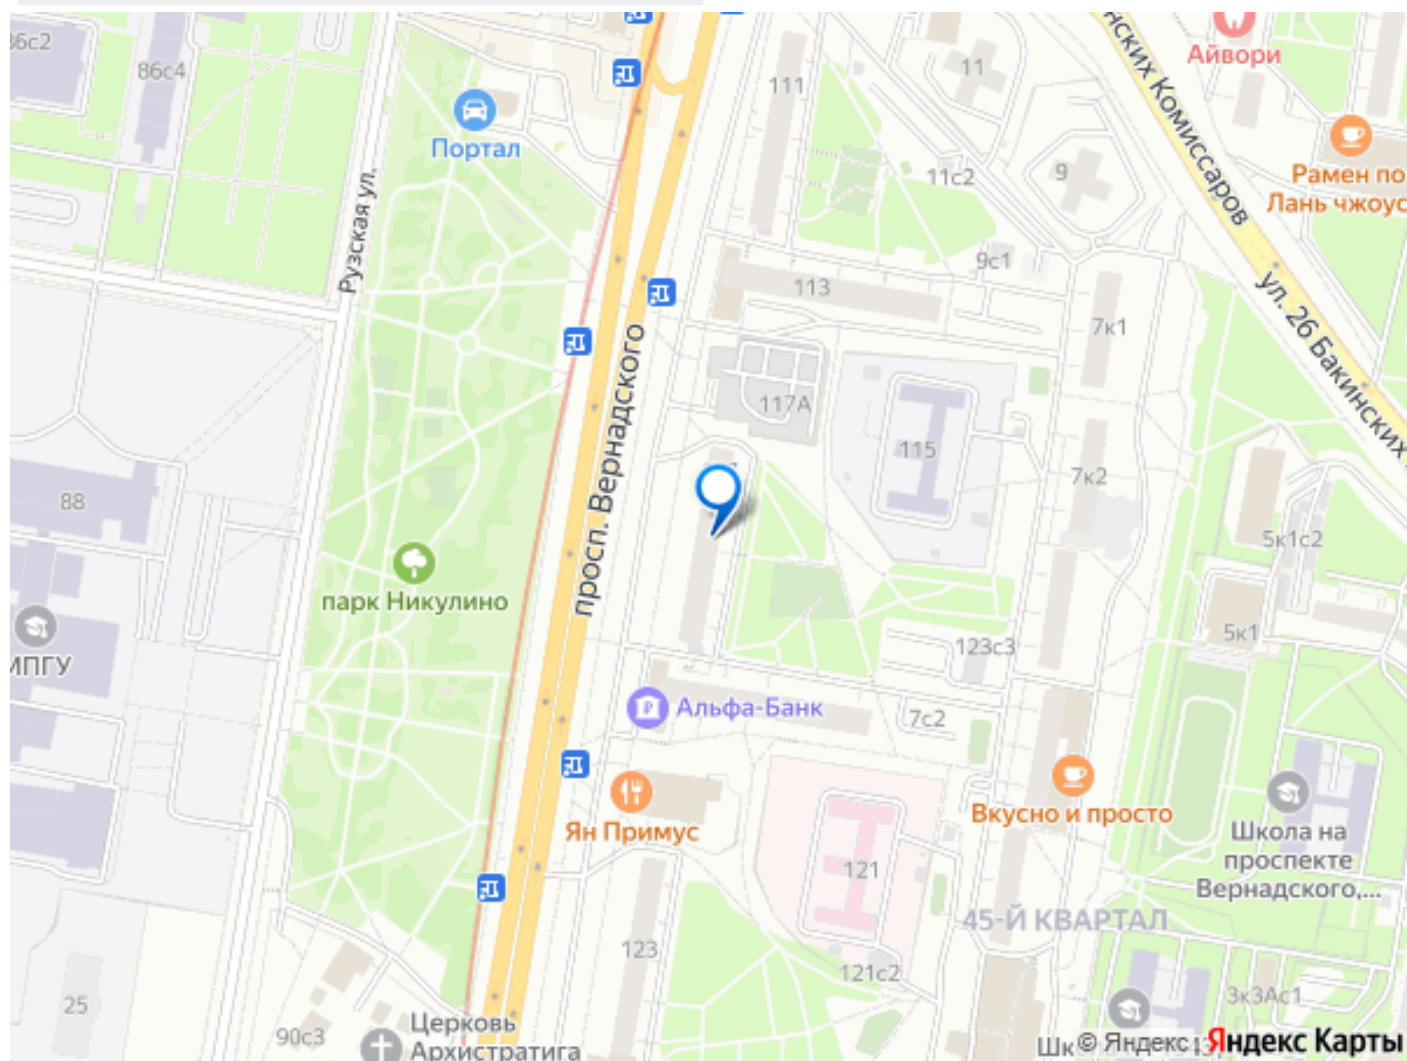 86с4
111
11
Айвори
Портал
Рамен по
Лань чжоус
11с2
9
Рузская ул.
9с1
113
7к1
ул. 26 Бакинских
просп. Вернадского
117А
115
7к2
88
5к1с2
парк Никулино
5к1
123с3
МПГУ
Альфа-Банк
7с2
Ян Примус
Вкусно и просто
Школа на
проспекте
Вернадского,...
121
45-Й КВАРТАЛ
123
121с2
25
3к3Ас1
90с3
Церковь
Архистратига
© Яндекс Яндекс Карты